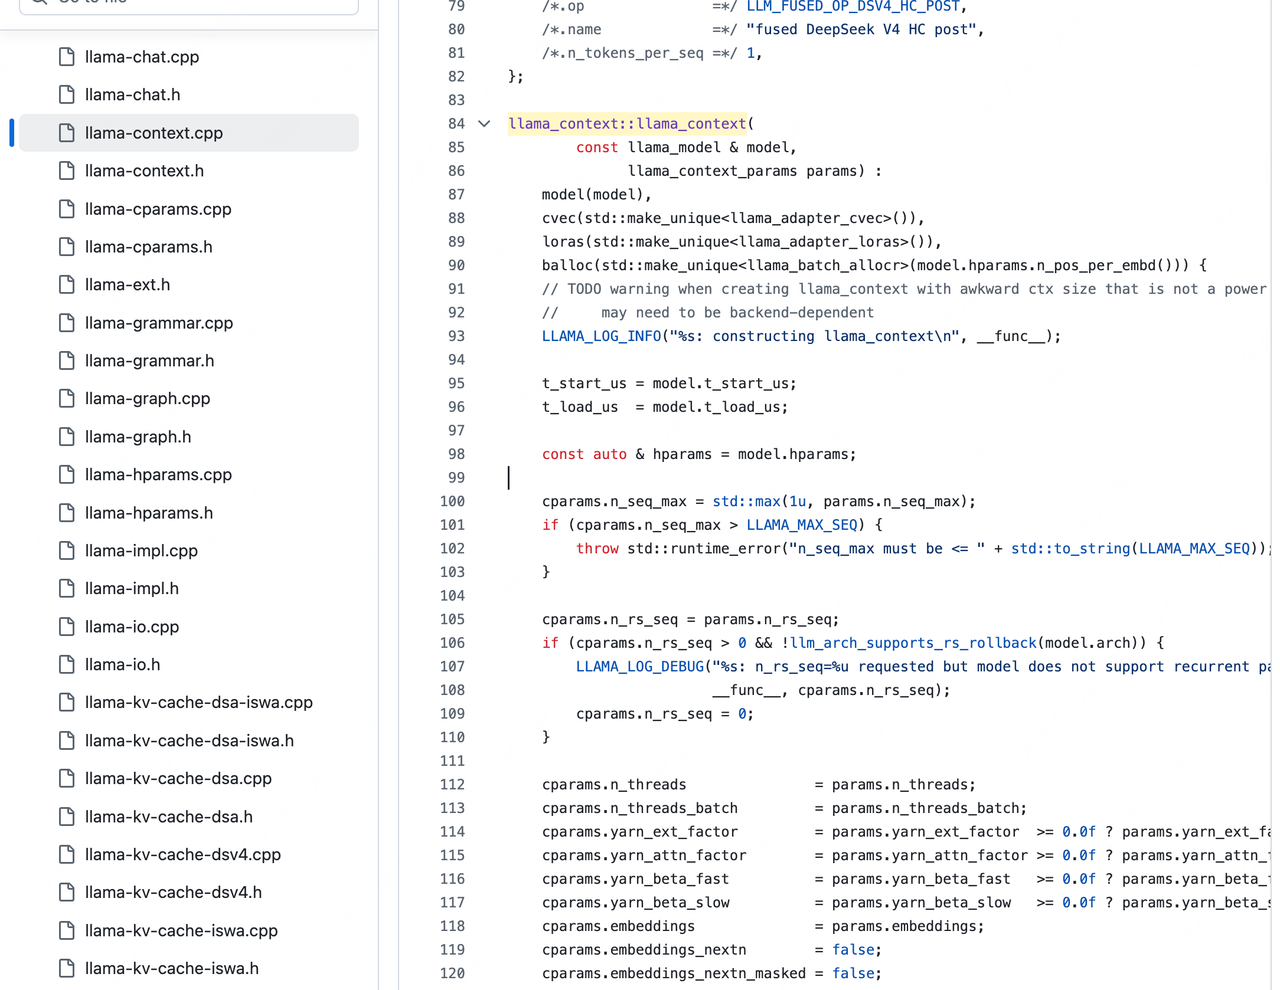 Go to file
llama-chat.cpp
llama-chat.h
llama-context.cpp
llama-context.h
llama-cparams.cpp
llama-cparams.h
llama-ext.h
llama-grammar.cpp
llama-grammar.h
llama-graph.cpp
llama-graph.h
llama-hparams.cpp
llama-hparams.h
llama-impl.cpp
llama-impl.h
llama-io.cpp
llama-io.h
llama-kv-cache-dsa-iswa.cpp
llama-kv-cache-dsa-iswa.h
llama-kv-cache-dsa.cpp
llama-kv-cache-dsa.h
llama-kv-cache-dsv4.cpp
llama-kv-cache-dsv4.h
llama-kv-cache-iswa.cpp
llama-kv-cache-iswa.h
79     /*.op               =*/ LLM_FUSED_OP_DSV4_HC_POST,
80     /*.name             =*/ "fused DeepSeek V4 HC post",
81     /*.n_tokens_per_seq =*/ 1,
82 };
83
84 llama_context::llama_context(
85         const llama_model & model,
86               llama_context_params params) :
87     model(model),
88     cvec(std::make_unique<llama_adapter_cvec>()),
89     loras(std::make_unique<llama_adapter_loras>()),
90     balloc(std::make_unique<llama_batch_allocr>(model.hparams.n_pos_per_embd())) {
91     // TODO warning when creating llama_context with awkward ctx size that is not a power
92     //     may need to be backend-dependent
93     LLAMA_LOG_INFO("%s: constructing llama_context\n", __func__);
94
95     t_start_us = model.t_start_us;
96     t_load_us  = model.t_load_us;
97
98     const auto & hparams = model.hparams;
99
100     cparams.n_seq_max = std::max(1u, params.n_seq_max);
101     if (cparams.n_seq_max > LLAMA_MAX_SEQ) {
102         throw std::runtime_error("n_seq_max must be <= " + std::to_string(LLAMA_MAX_SEQ));
103     }
104
105     cparams.n_rs_seq = params.n_rs_seq;
106     if (cparams.n_rs_seq > 0 && !llm_arch_supports_rs_rollback(model.arch)) {
107         LLAMA_LOG_DEBUG("%s: n_rs_seq=%u requested but model does not support recurrent pa
108                         __func__, cparams.n_rs_seq);
109         cparams.n_rs_seq = 0;
110     }
111
112     cparams.n_threads               = params.n_threads;
113     cparams.n_threads_batch         = params.n_threads_batch;
114     cparams.yarn_ext_factor         = params.yarn_ext_factor  >= 0.0f ? params.yarn_ext_fa
115     cparams.yarn_attn_factor        = params.yarn_attn_factor >= 0.0f ? params.yarn_attn_
116     cparams.yarn_beta_fast          = params.yarn_beta_fast   >= 0.0f ? params.yarn_beta_
117     cparams.yarn_beta_slow          = params.yarn_beta_slow   >= 0.0f ? params.yarn_beta_s
118     cparams.embeddings              = params.embeddings;
119     cparams.embeddings_nextn        = false;
120     cparams.embeddings_nextn_masked = false;